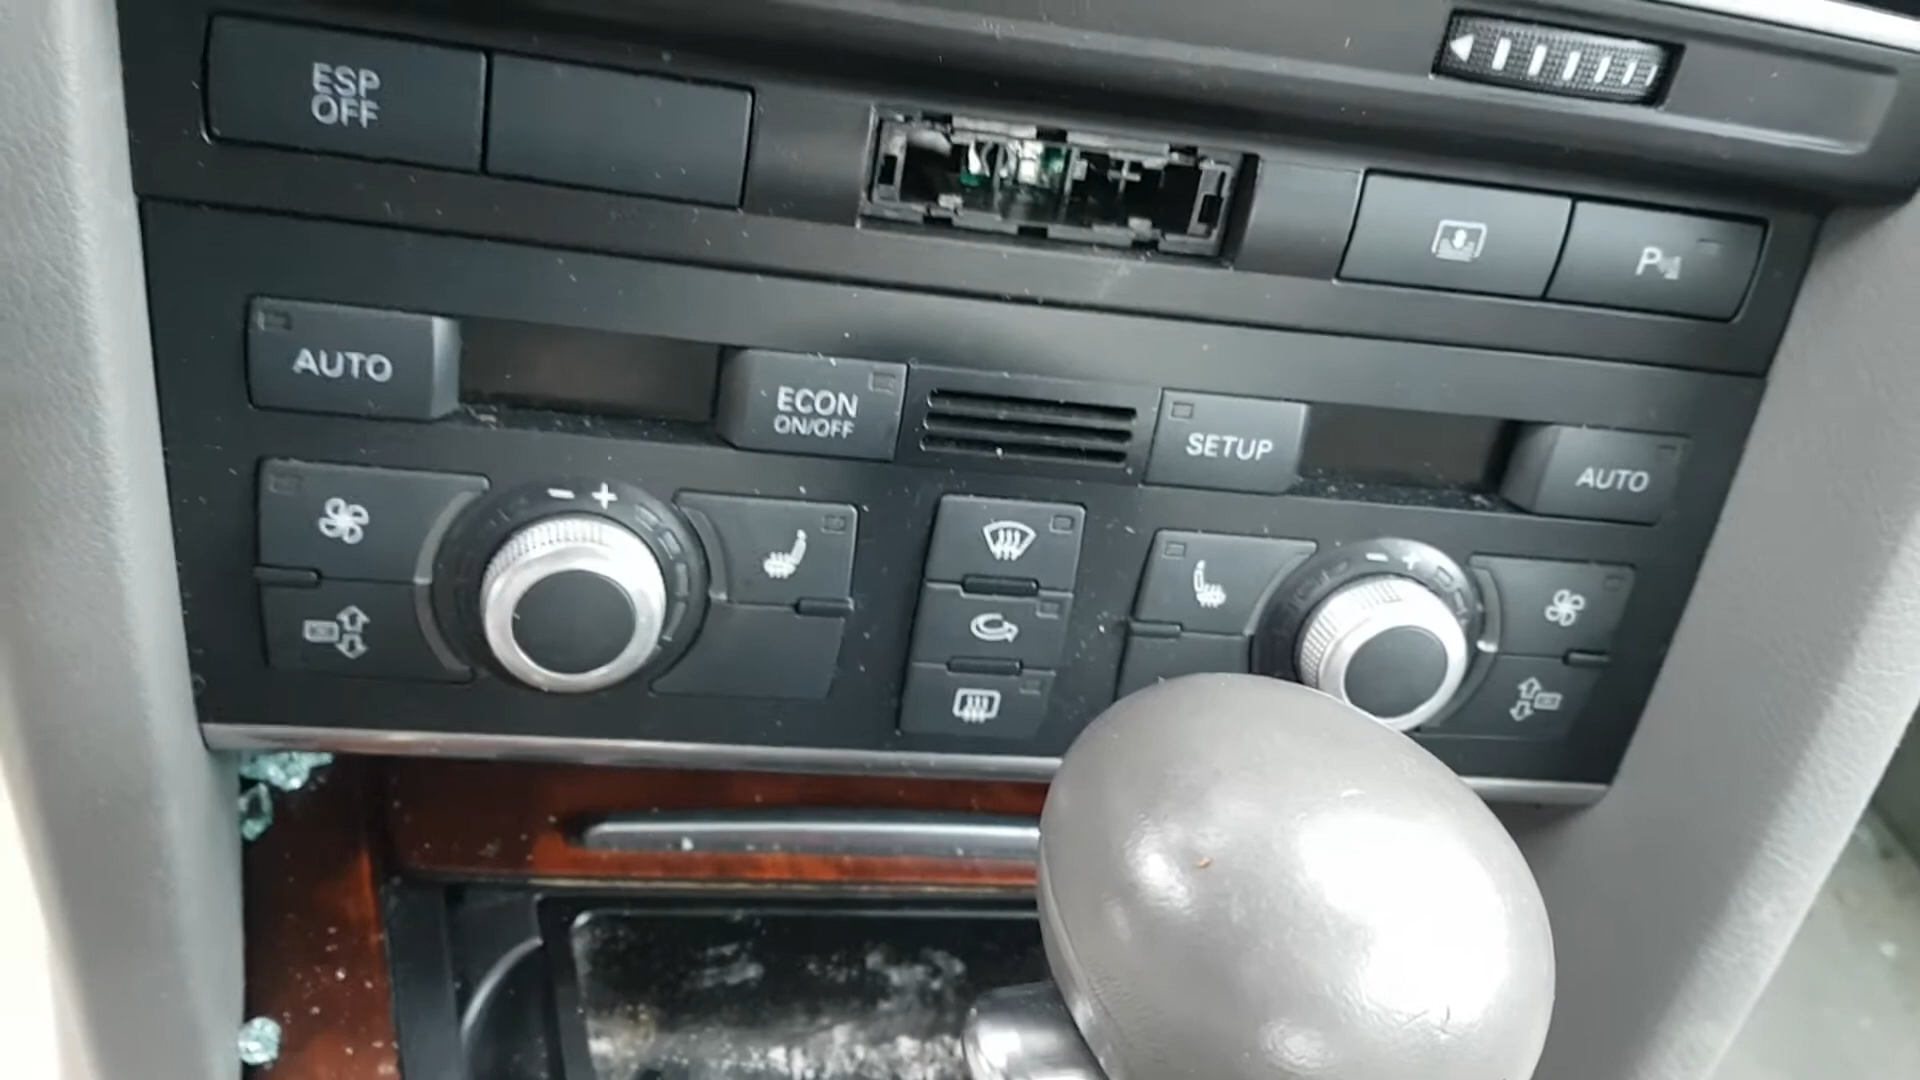 ESP
OFF
P
AUTO
ECON
ON/OFF
SETUP
AUTO
- +
- +